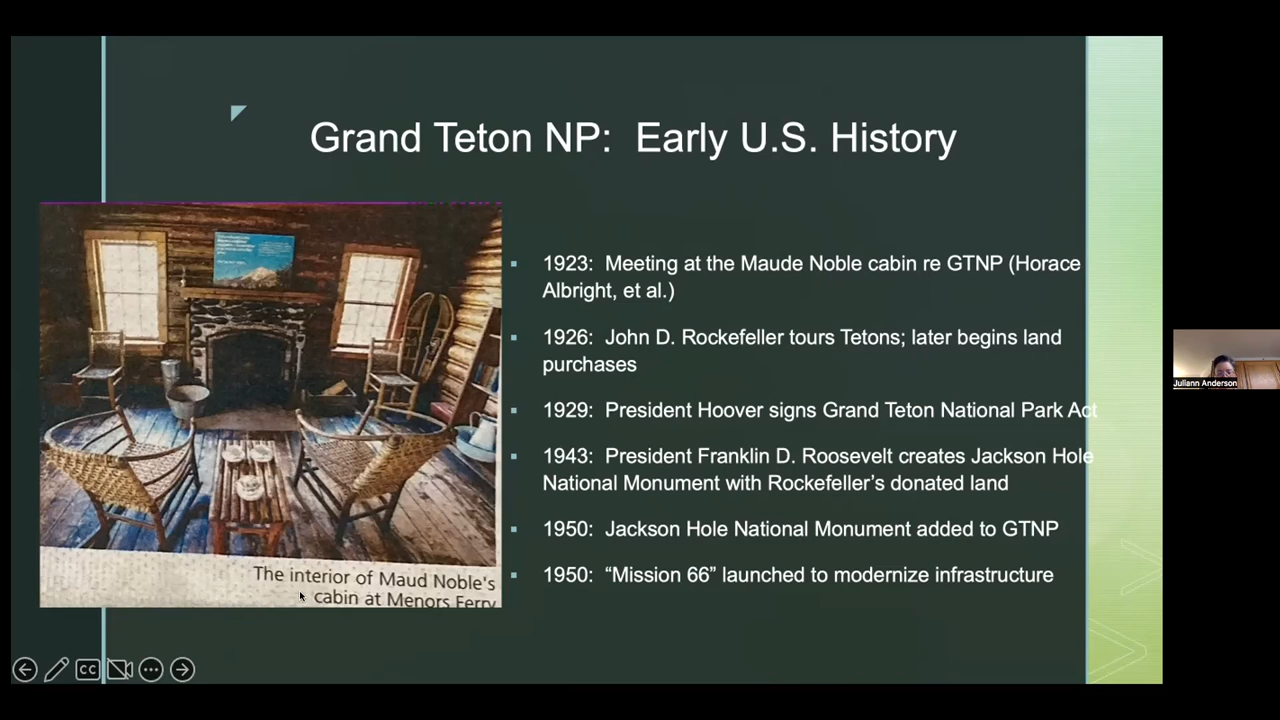 Grand Teton NP: Early U.S. History
1923: Meeting at the Maude Noble cabin re GTNP (Horace
Albright, et al.)
1926: John D. Rockefeller tours Tetons; later begins land
purchases
1929: President Hoover signs Grand Teton National Park Act
1943: President Franklin D. Roosevelt creates Jackson Hole
National Monument with Rockefeller’s donated land
1950: Jackson Hole National Monument added to GTNP
1950: “Mission 66” launched to modernize infrastructure
The interior of Maud Noble's
cabin at Menors Ferry
CC
Juliann Anderson